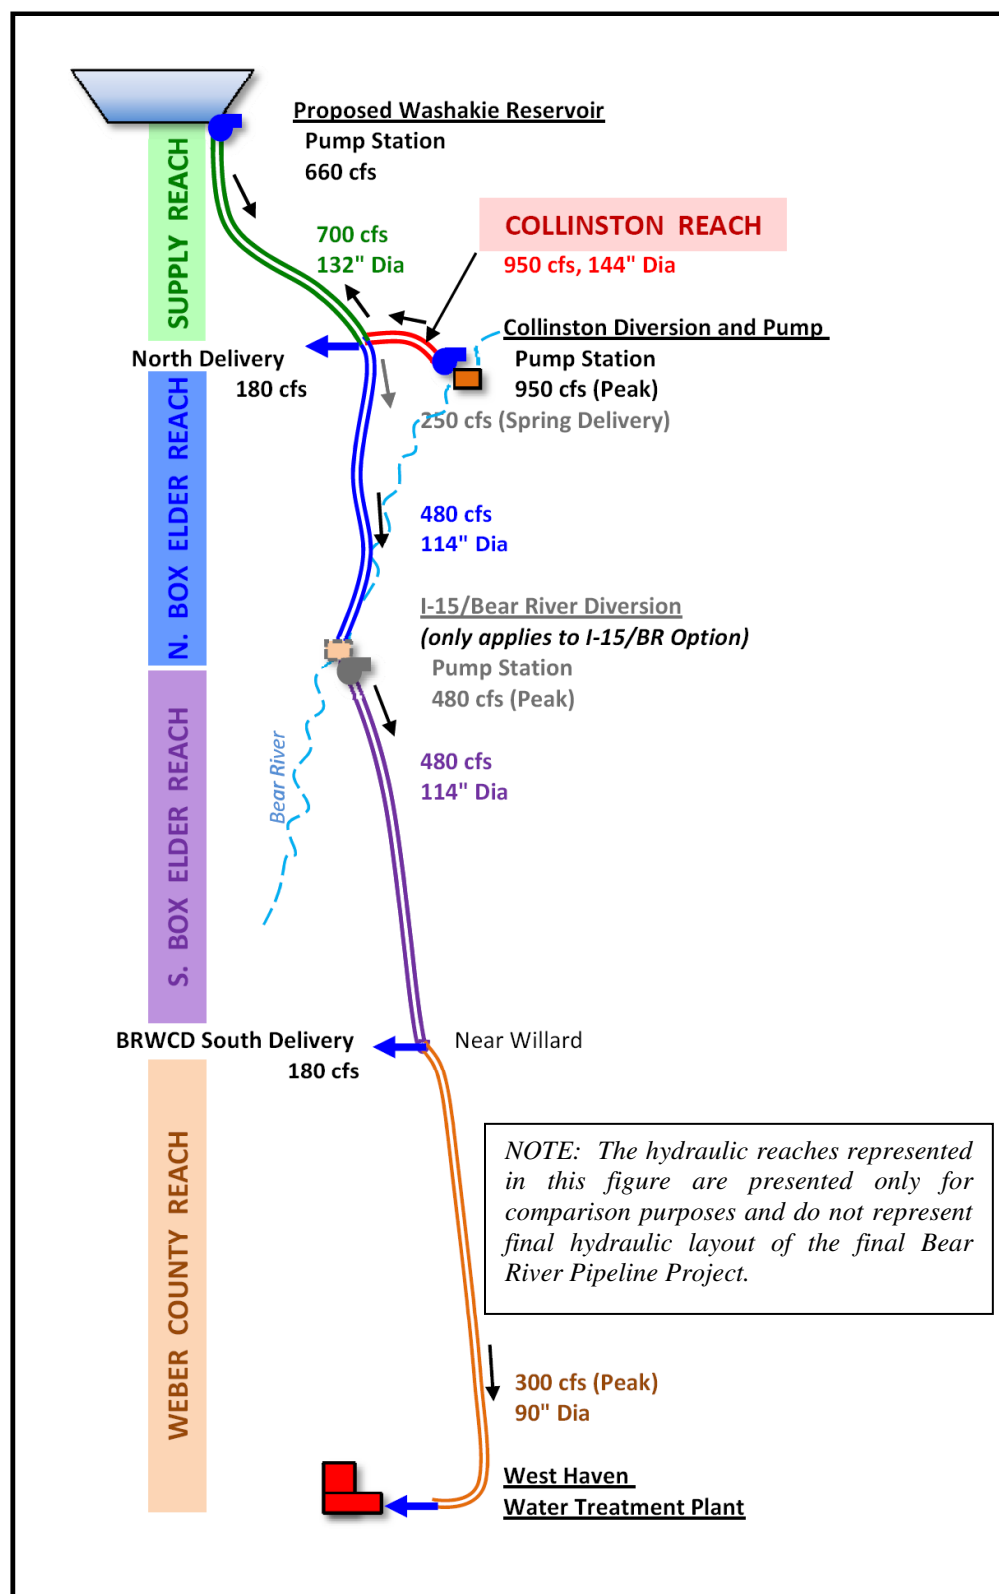 Proposed Washakie Reservoir
Pump Station
660 cfs
SUPPLY REACH
700 cfs
132" Dia
COLLINSTON REACH
950 cfs, 144" Dia
Collinston Diversion and Pump
Pump Station
950 cfs (Peak)
250 cfs (Spring Delivery)
North Delivery
180 cfs
N. BOX ELDER REACH
480 cfs
114" Dia
I-15/Bear River Diversion
(only applies to I-15/BR Option)
Pump Station
480 cfs (Peak)
S. BOX ELDER REACH
Bear River
480 cfs
114" Dia
BRWCD South Delivery
180 cfs
Near Willard
WEBER COUNTY REACH
NOTE: The hydraulic reaches represented
in this figure are presented only for
comparison purposes and do not represent
final hydraulic layout of the final Bear
River Pipeline Project.
300 cfs (Peak)
90" Dia
West Haven
Water Treatment Plant